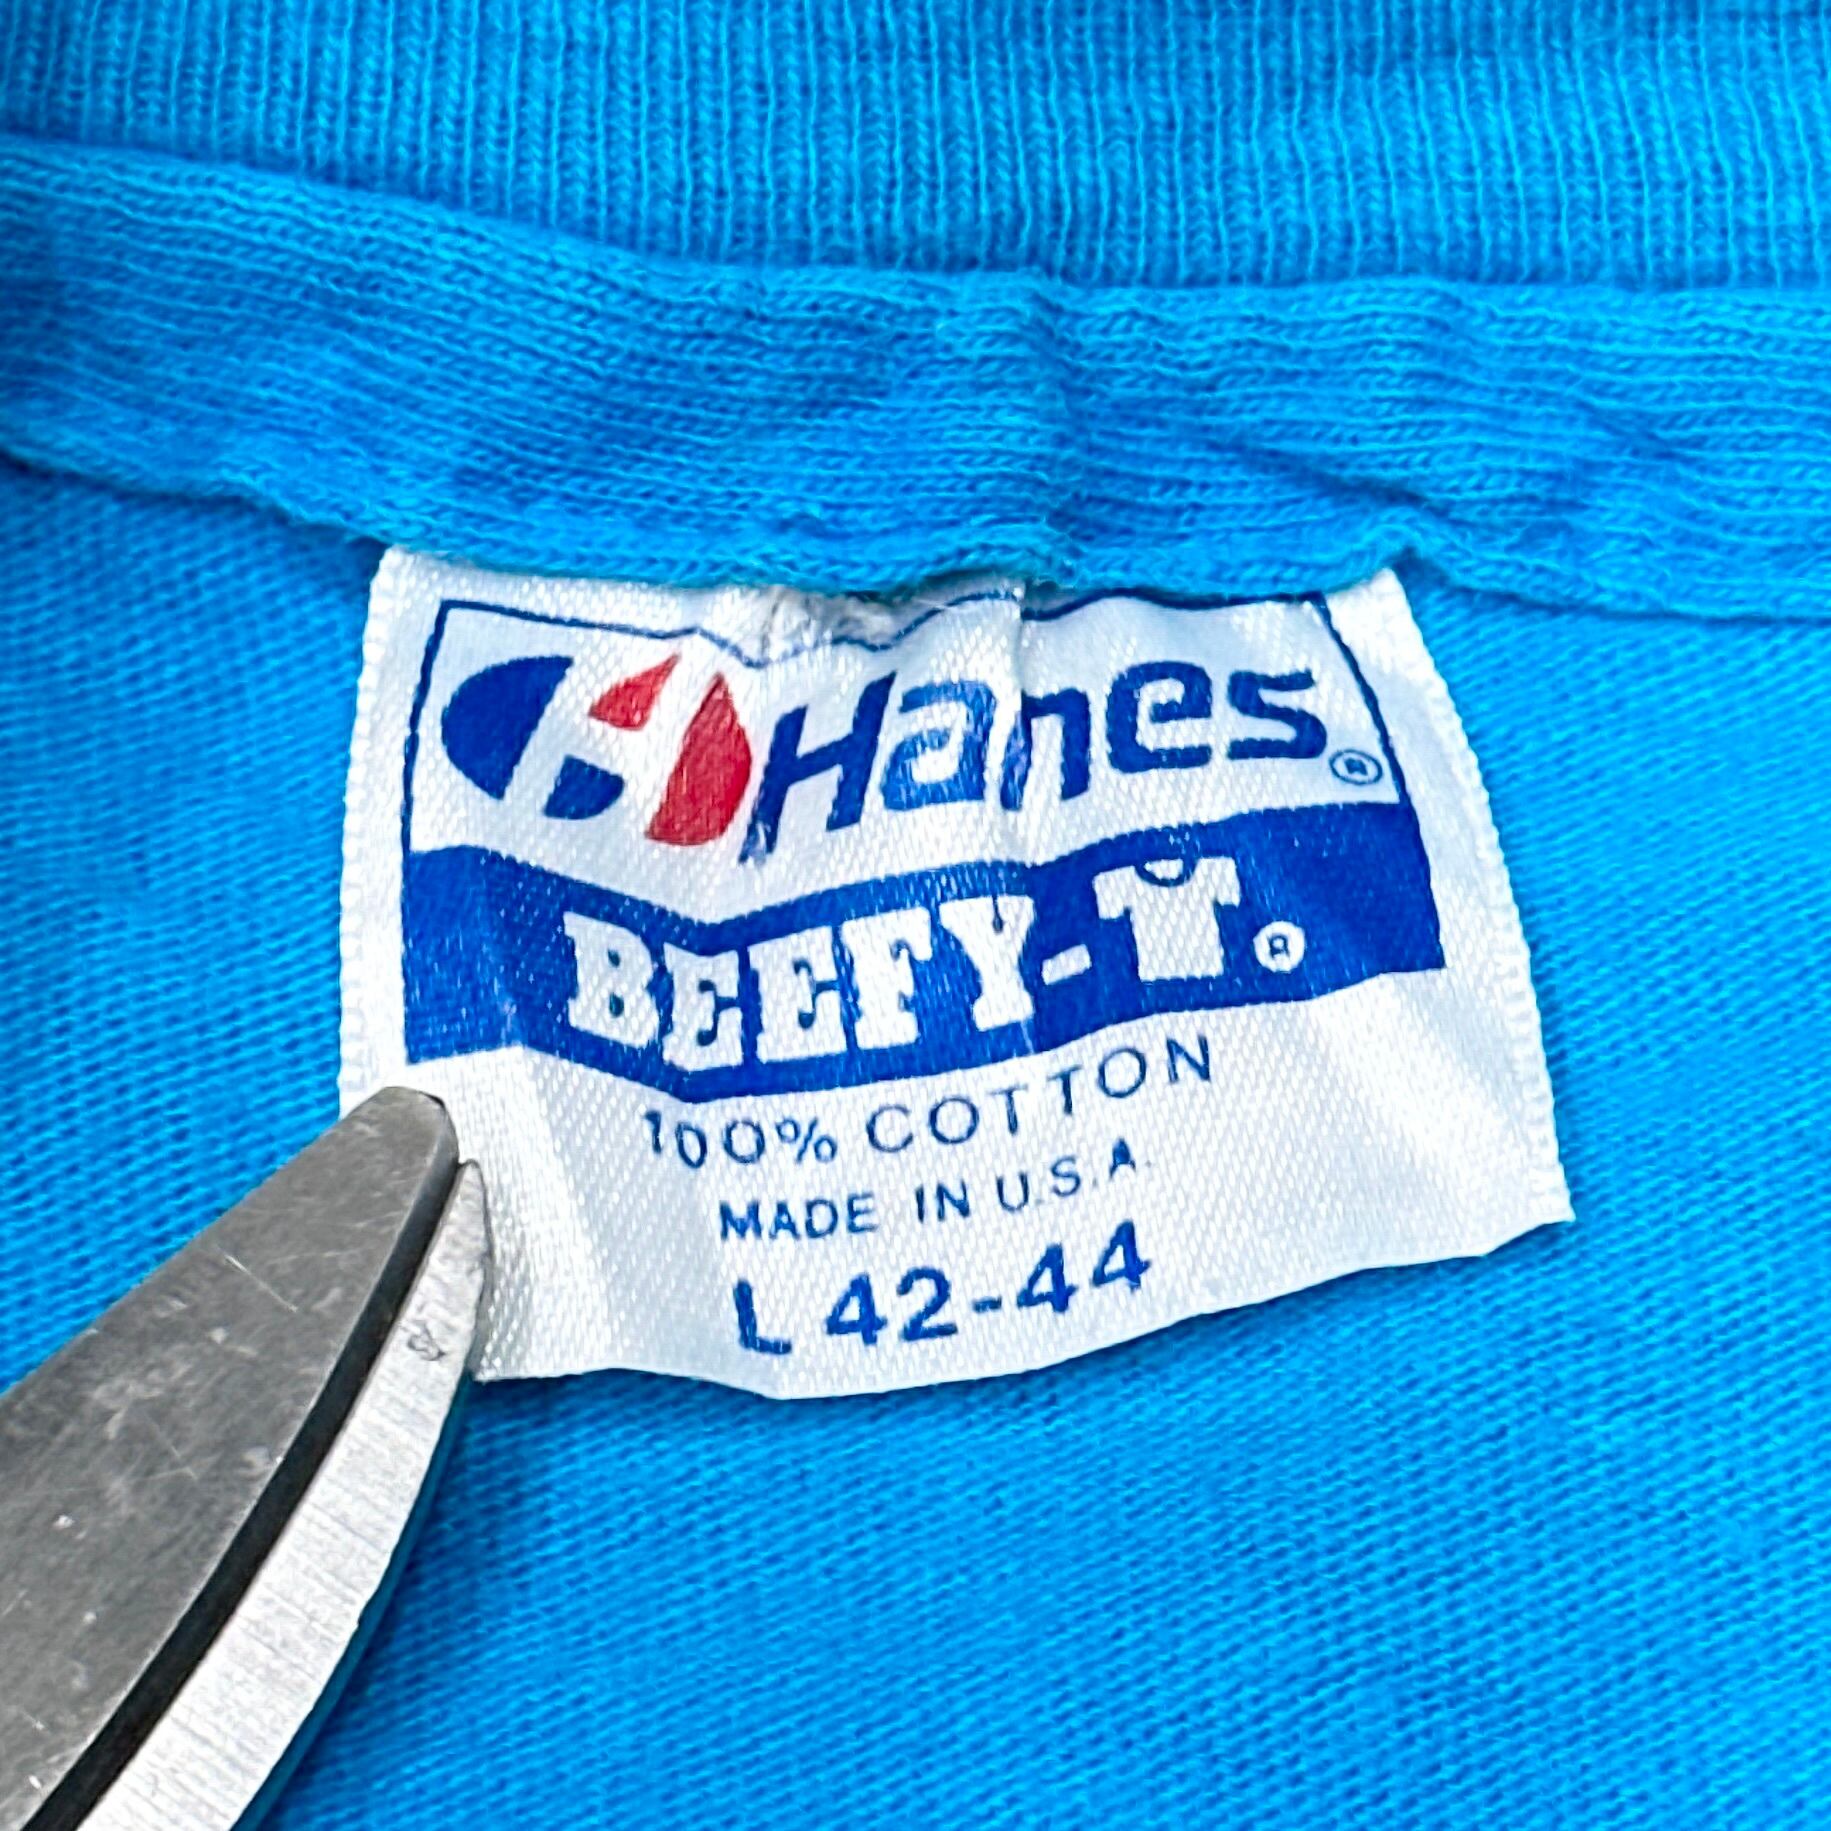 Hanes®
BEEFY-T®
100% COTTON
MADE IN U.S.A.
L 42-44